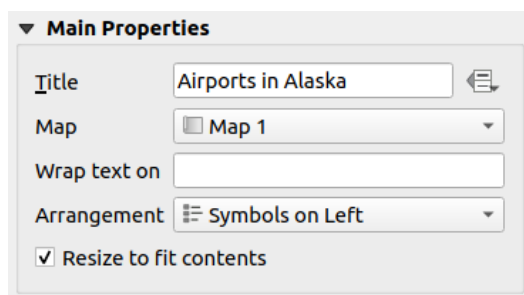 Main Properties
Title Airports in Alaska
Map Map 1
Wrap text on
Arrangement Symbols on Left
Resize to fit contents